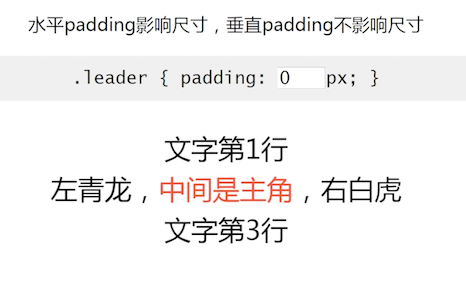 水平padding影响尺寸，垂直padding不影响尺寸
.leader { padding: 0 px; }
文字第1行
左青龙，中间是主角，右白虎
文字第3行